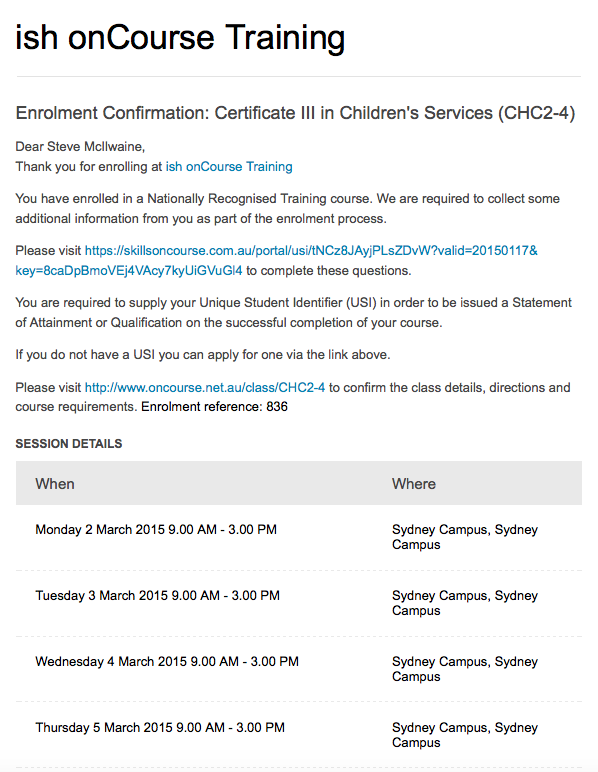 ish onCourse Training
Enrolment Confirmation: Certificate III in Children's Services (CHC2-4)
Dear Steve McIlwaine,
Thank you for enrolling at ish onCourse Training
You have enrolled in a Nationally Recognised Training course. We are required to collect some
additional information from you as part of the enrolment process.
Please visit https://skillsoncourse.com.au/portal/usi/tNCz8JAyjPLsZDvW?valid=20150117&
key=8caDpBmoVEj4VAcy7kyUiGVuGl4 to complete these questions.
You are required to supply your Unique Student Identifier (USI) in order to be issued a Statement
of Attainment or Qualification on the successful completion of your course.
If you do not have a USI you can apply for one via the link above.
Please visit http://www.oncourse.net.au/class/CHC2-4 to confirm the class details, directions and
course requirements. Enrolment reference: 836
SESSION DETAILS
When Where
Monday 2 March 2015 9.00 AM - 3.00 PM Sydney Campus, Sydney
Campus
Tuesday 3 March 2015 9.00 AM - 3.00 PM Sydney Campus, Sydney
Campus
Wednesday 4 March 2015 9.00 AM - 3.00 PM Sydney Campus, Sydney
Campus
Thursday 5 March 2015 9.00 AM - 3.00 PM Sydney Campus, Sydney
Campus